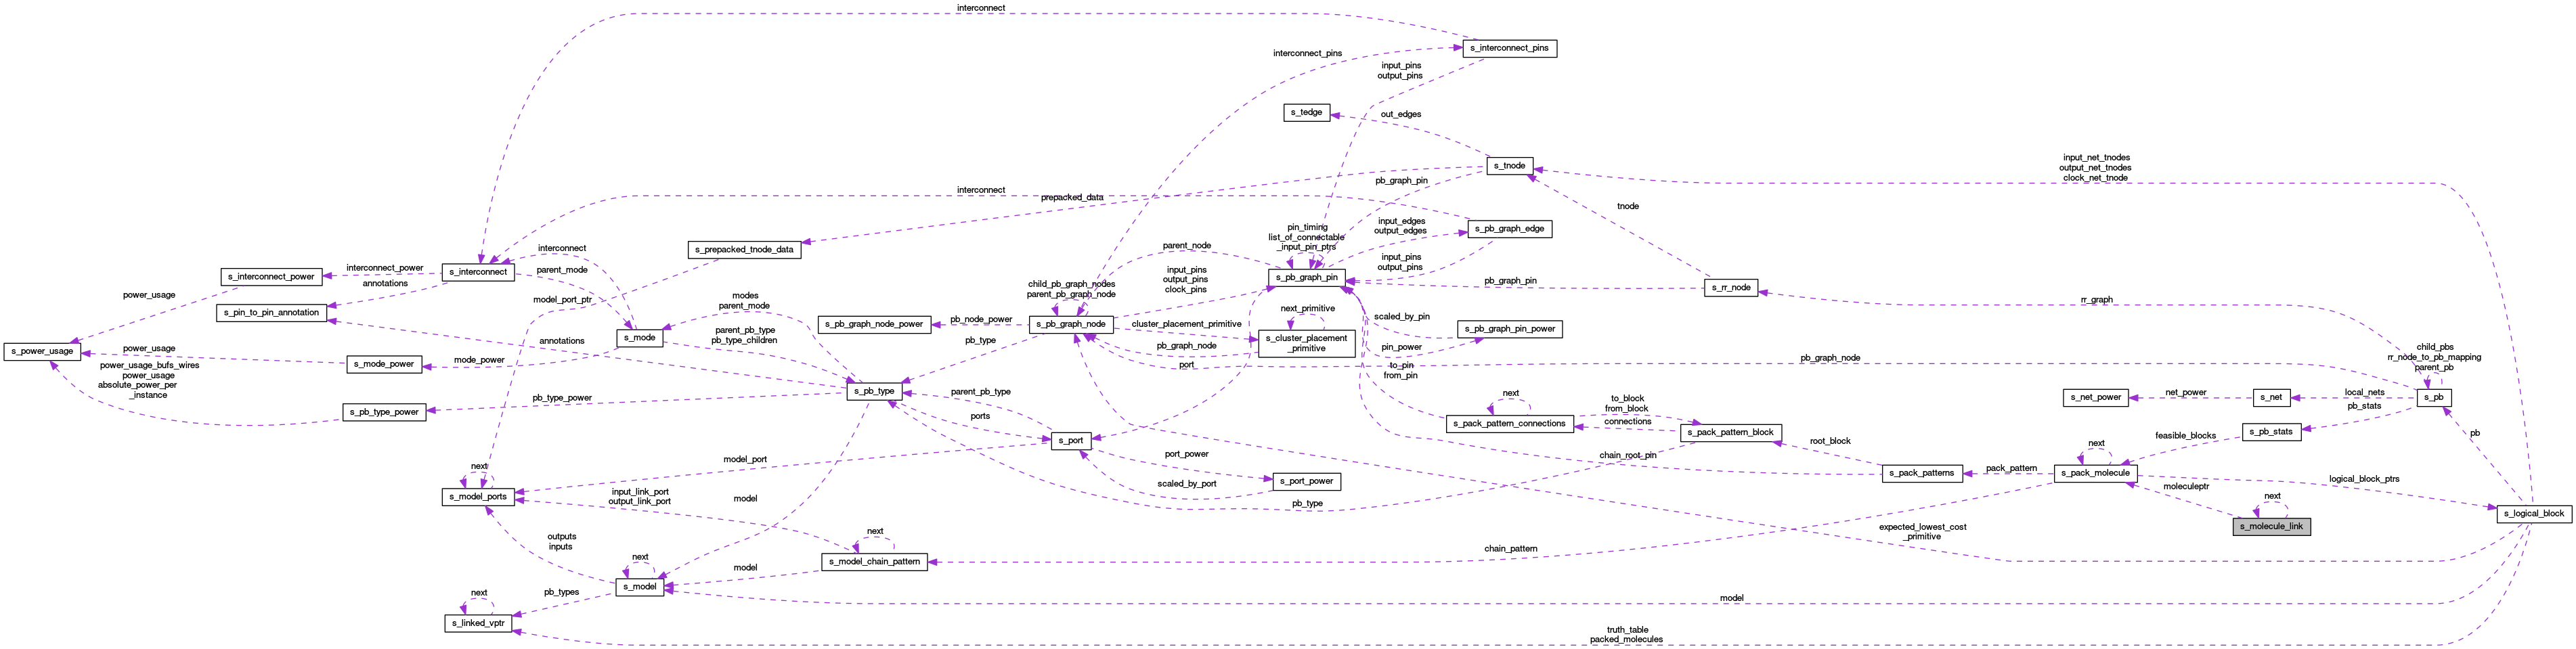 interconnect
s_interconnect_pins
interconnect_pins
input_pins
output_pins
s_tedge
out_edges
s_tnode
input_net_tnodes
output_net_tnodes
clock_net_tnode
pb_graph_pin
interconnect
prepacked_data
tnode
pin_timing
list_of_connectable
_input_pin_ptrs
input_edges
output_edges
s_pb_graph_edge
parent_node
s_prepacked_tnode_data
interconnect
interconnect_power
s_interconnect_power
s_interconnect
parent_mode
annotations
input_pins
output_pins
clock_pins
s_pb_graph_pin
input_pins
output_pins
pb_graph_pin
s_rr_node
child_pb_graph_nodes
parent_pb_graph_node
power_usage
model_port_ptr
modes
parent_mode
rr_graph
s_pin_to_pin_annotation
next_primitive
scaled_by_pin
s_pb_graph_node_power
pb_node_power
s_pb_graph_node
cluster_placement_primitive
s_pb_graph_pin_power
s_mode
parent_pb_type
pb_type_children
annotations
pb_type
pb_graph_node
s_cluster_placement
_primitive
pin_power
s_power_usage
power_usage
s_mode_power
mode_power
port
to_pin
from_pin
pb_graph_node
child_pbs
rr_node_to_pb_mapping
parent_pb
power_usage_bufs_wires
power_usage
absolute_power_per
_instance
s_pb_type
parent_pb_type
next
to_block
from_block
connections
s_net_power
net_power
s_net
local_nets
s_pb
pb_type_power
s_pb_type_power
ports
s_pack_pattern_connections
s_pack_pattern_block
pb_stats
s_pb_stats
pb
s_port
root_block
feasible_blocks
next
model_port
port_power
chain_root_pin
next
s_port_power
scaled_by_port
s_pack_patterns
pack_pattern
s_pack_molecule
logical_block_ptrs
moleculeptr
s_model_ports
input_link_port
output_link_port
model
pb_type
next
s_logical_block
s_molecule_link
expected_lowest_cost
_primitive
outputs
inputs
next
next
chain_pattern
s_model_chain_pattern
model
s_model
pb_types
model
next
s_linked_vptr
truth_table
packed_molecules